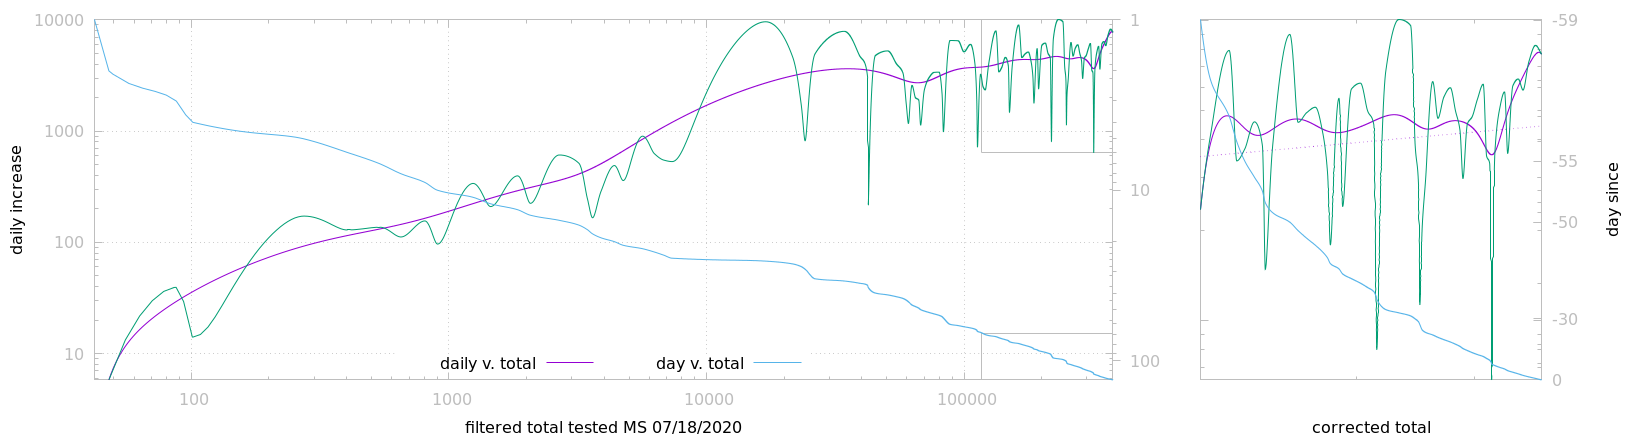 10000
1000
100
10
daily increase
100
1000
10000
100000
1
10
100
daily v. total
day v. total
filtered total tested MS 07/18/2020
-59
-55
-50
-30
0
day since
corrected total